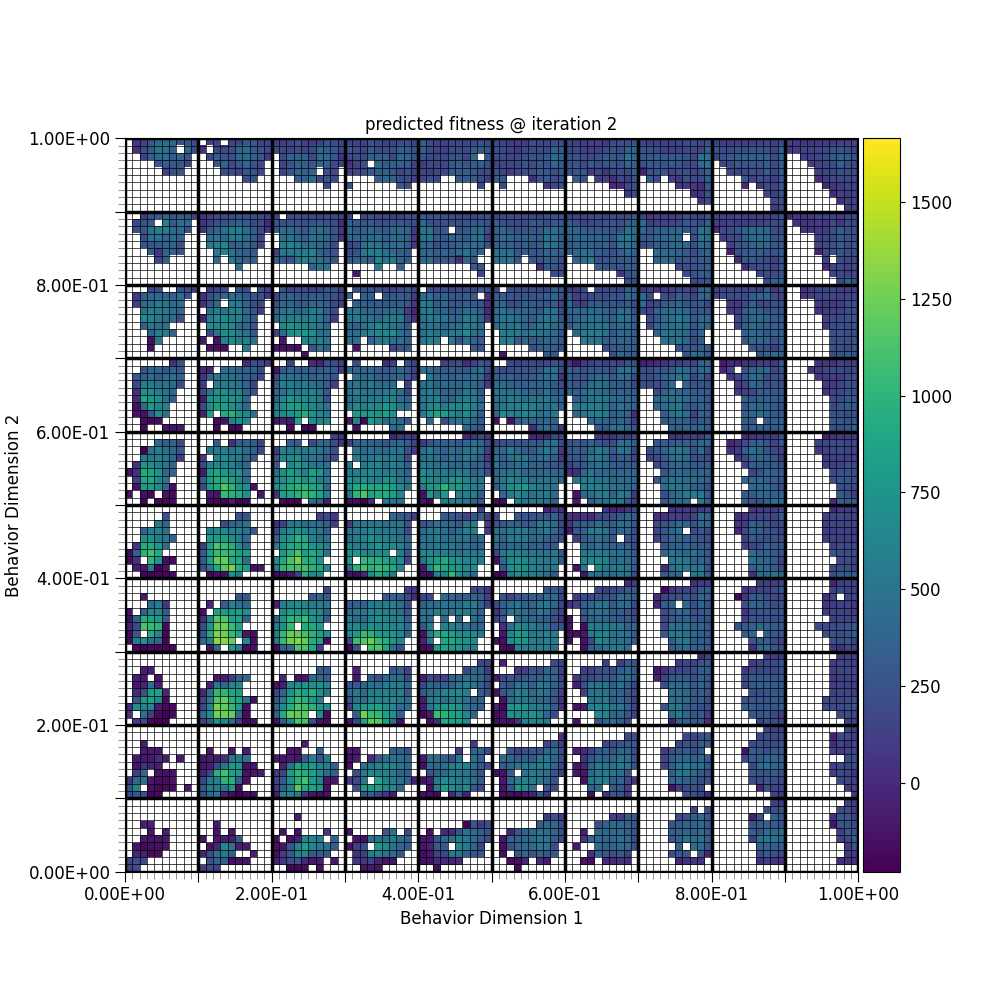 predicted fitness @ iteration 2
1.00E+00
8.00E-01
6.00E-01
4.00E-01
2.00E-01
0.00E+00
Behavior Dimension 2
0.00E+00 2.00E-01 4.00E-01 6.00E-01 8.00E-01 1.00E+00
Behavior Dimension 1
1500
1250
1000
750
500
250
0